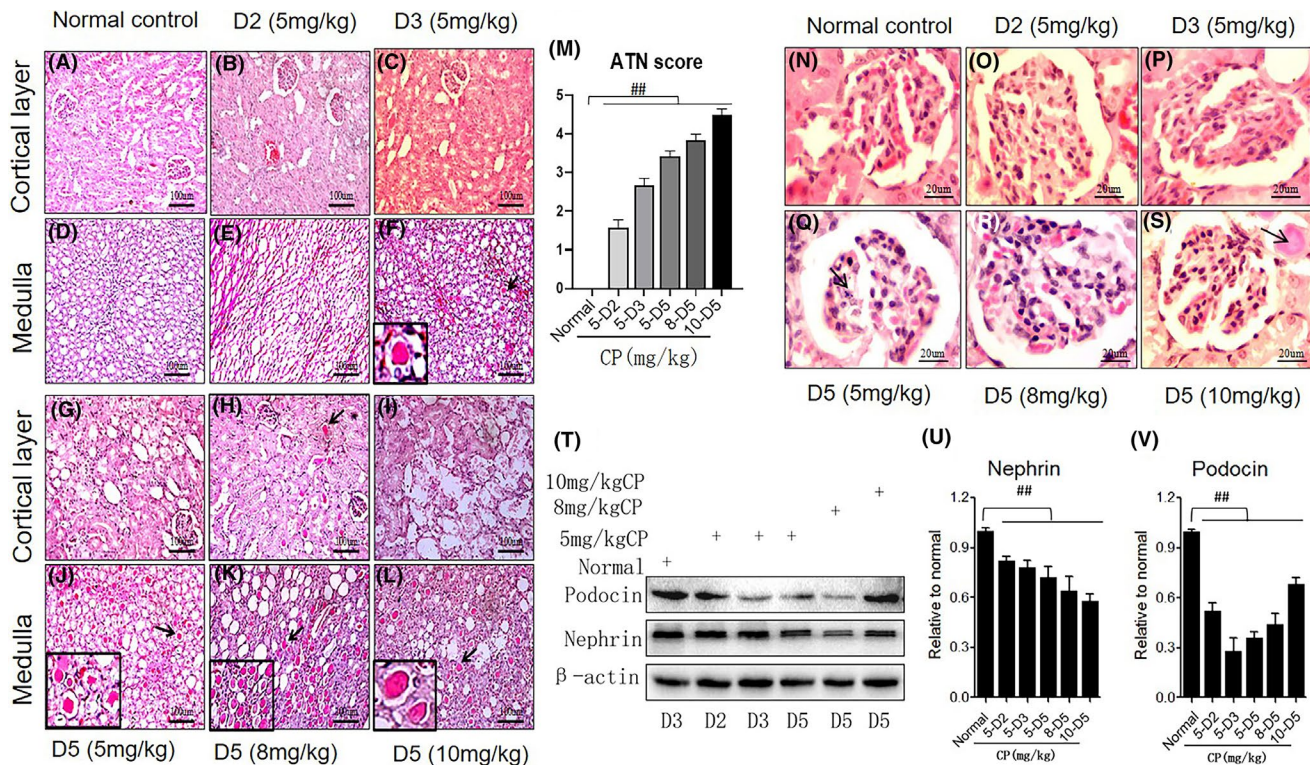 Normal control
D2 (5mg/kg)
D3 (5mg/kg)
Cortical layer
(A)
100um
(B)
100um
(C)
100um
Medulla
(D)
100um
(E)
100um
(F)
100um
Cortical layer
(G)
100um
(H)
100um
(I)
100um
Medulla
(J)
100um
(K)
100um
(L)
100um
D5 (5mg/kg)
D5 (8mg/kg)
D5 (10mg/kg)
(M)
ATN score
##
5
4
3
2
1
0
Normal
5-D2
5-D3
5-D5
8-D5
10-D5
CP(mg/kg)
Normal control
D2 (5mg/kg)
D3 (5mg/kg)
(N)
20um
(O)
20um
(P)
20um
(Q)
20um
(R)
20um
(S)
20um
D5 (5mg/kg)
D5 (8mg/kg)
D5 (10mg/kg)
(T)
10mg/kgCP +
8mg/kgCP +
5mg/kgCP + + +
Normal +
Podocin
Nephrin
β-actin
D3 D2 D3 D5 D5 D5
(U)
Nephrin
##
Relative to normal
1.2
0.9
0.6
0.3
0.0
Normal
5-D2
5-D3
5-D5
8-D5
10-D5
CP(mg/kg)
(V)
Podocin
##
Relative to normal
1.2
0.9
0.6
0.3
0.0
Normal
5-D2
5-D3
5-D5
8-D5
10-D5
CP(mg/kg)